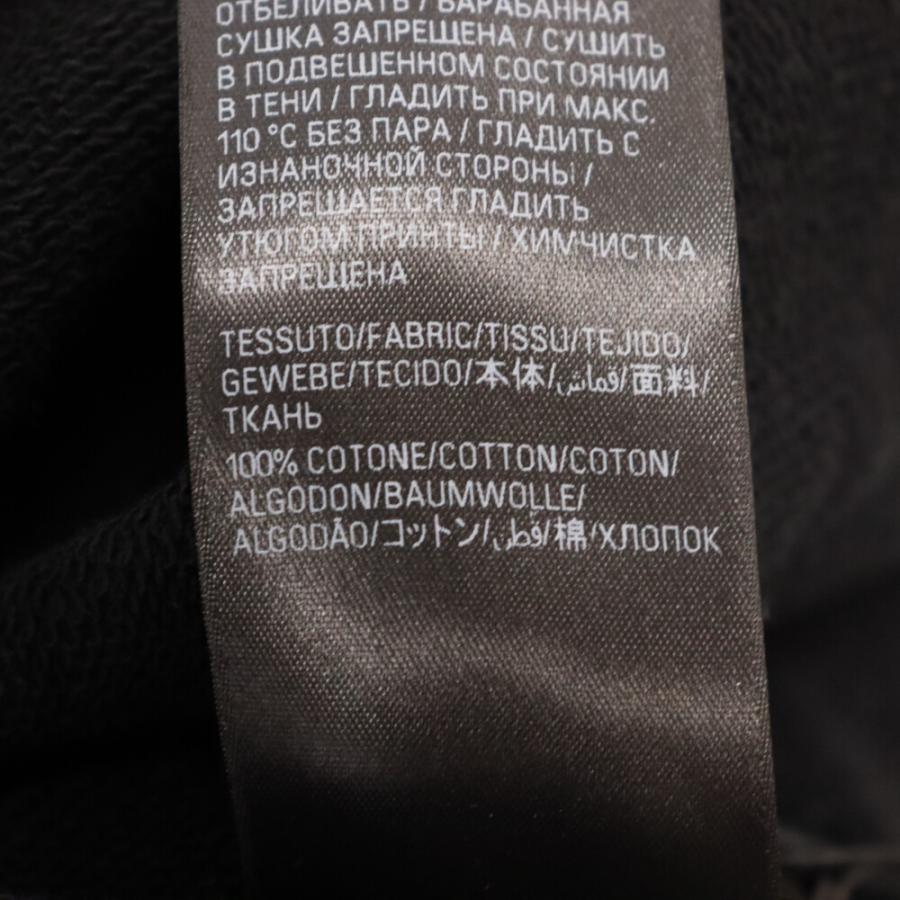 ОТБЕЛИВАТЬ / БАРАБАННАЯ
СУШКА ЗАПРЕЩЕНА / СУШИТЬ
В ПОДВЕШЕННОМ СОСТОЯНИИ
В ТЕНИ / ГЛАДИТЬ ПРИ МАКС.
110 °C БЕЗ ПАРА / ГЛАДИТЬ С
ИЗНАНОЧНОЙ СТОРОНЫ /
ЗАПРЕЩАЕТСЯ ГЛАДИТЬ
УТЮГОМ ПРИНТЫ / ХИМЧИСТКА
ЗАПРЕЩЕНА
TESSUTO/FABRIC/TISSU/TEJIDO/
GEWEBE/TECIDO/本体/قماش/面料/
ТКАНЬ
100% COTONE/COTTON/COTON/
ALGODON/BAUMWOLLE/
ALGODÃO/コットン/قطن/棉/ХЛОПОК